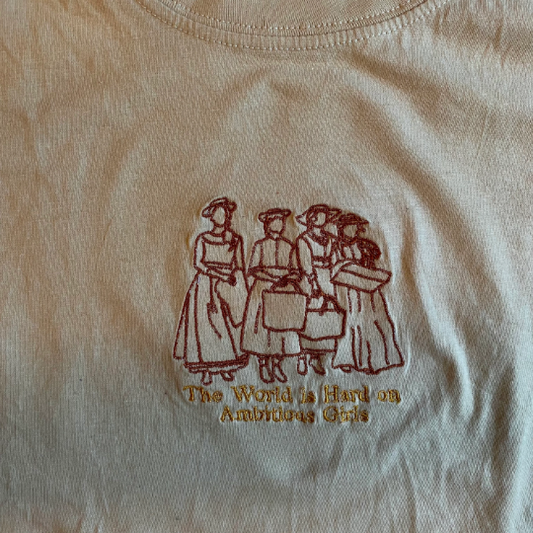 The World is Hard on
Ambitious Girls